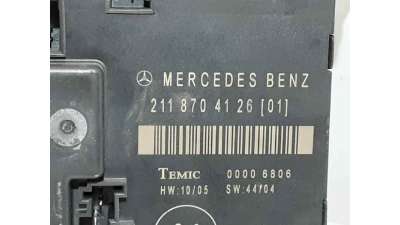 MERCEDES BENZ
211 870 41 26 [01]
TEMIC 0000 6806
HW:10/05 SW:44/04